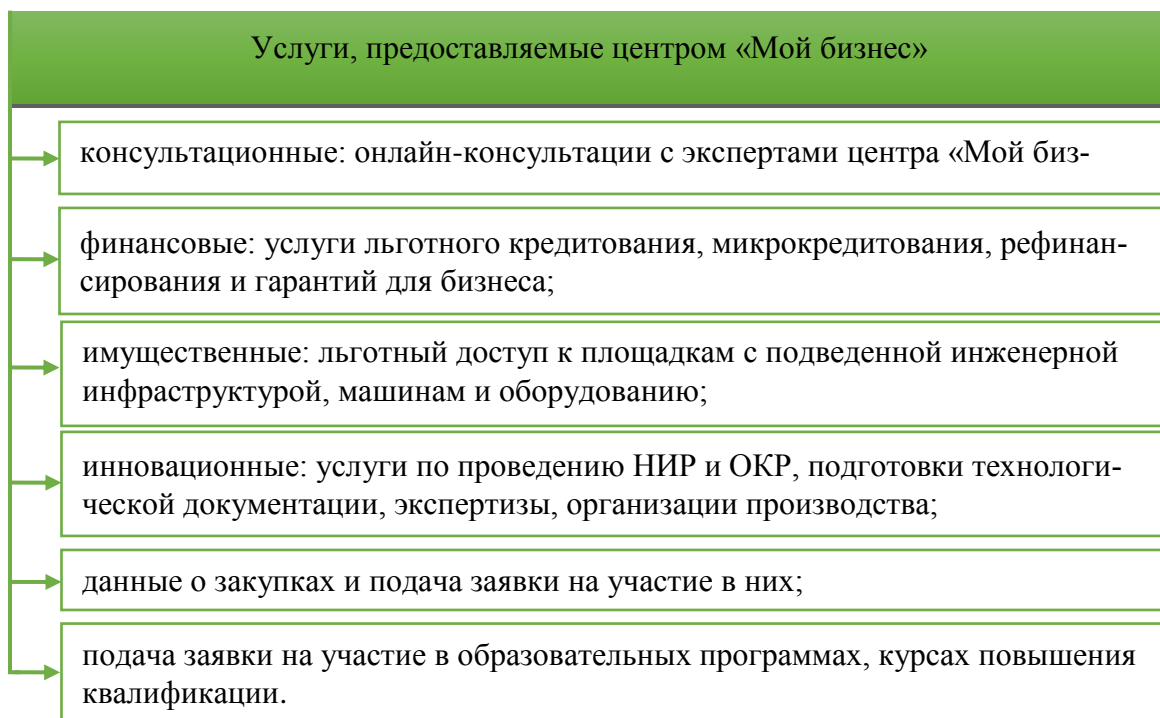 Услуги, предоставляемые центром «Мой бизнес»
консультационные: онлайн-консультации с экспертами центра «Мой биз-
финансовые: услуги льготного кредитования, микрокредитования, рефинан-
сирования и гарантий для бизнеса;
имущественные: льготный доступ к площадкам с подведенной инженерной
инфраструктурой, машинам и оборудованию;
инновационные: услуги по проведению НИР и ОКР, подготовки технологи-
ческой документации, экспертизы, организации производства;
данные о закупках и подача заявки на участие в них;
подача заявки на участие в образовательных программах, курсах повышения
квалификации.